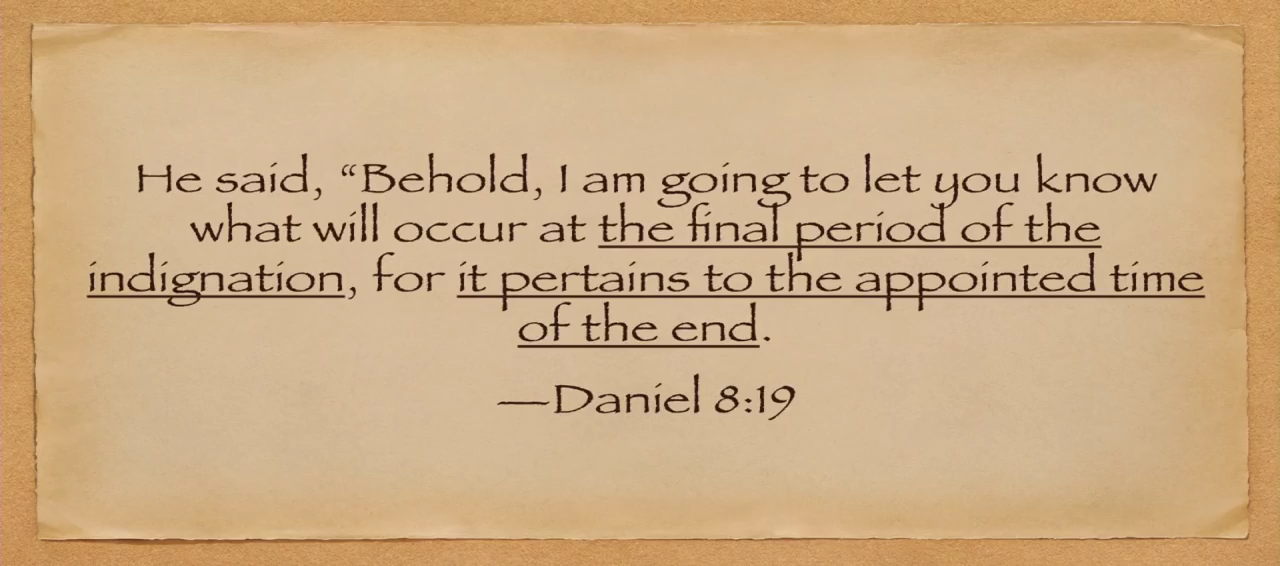 He said, “Behold, I am going to let you know
what will occur at the final period of the
indignation, for it pertains to the appointed time
of the end.
—Daniel 8:19